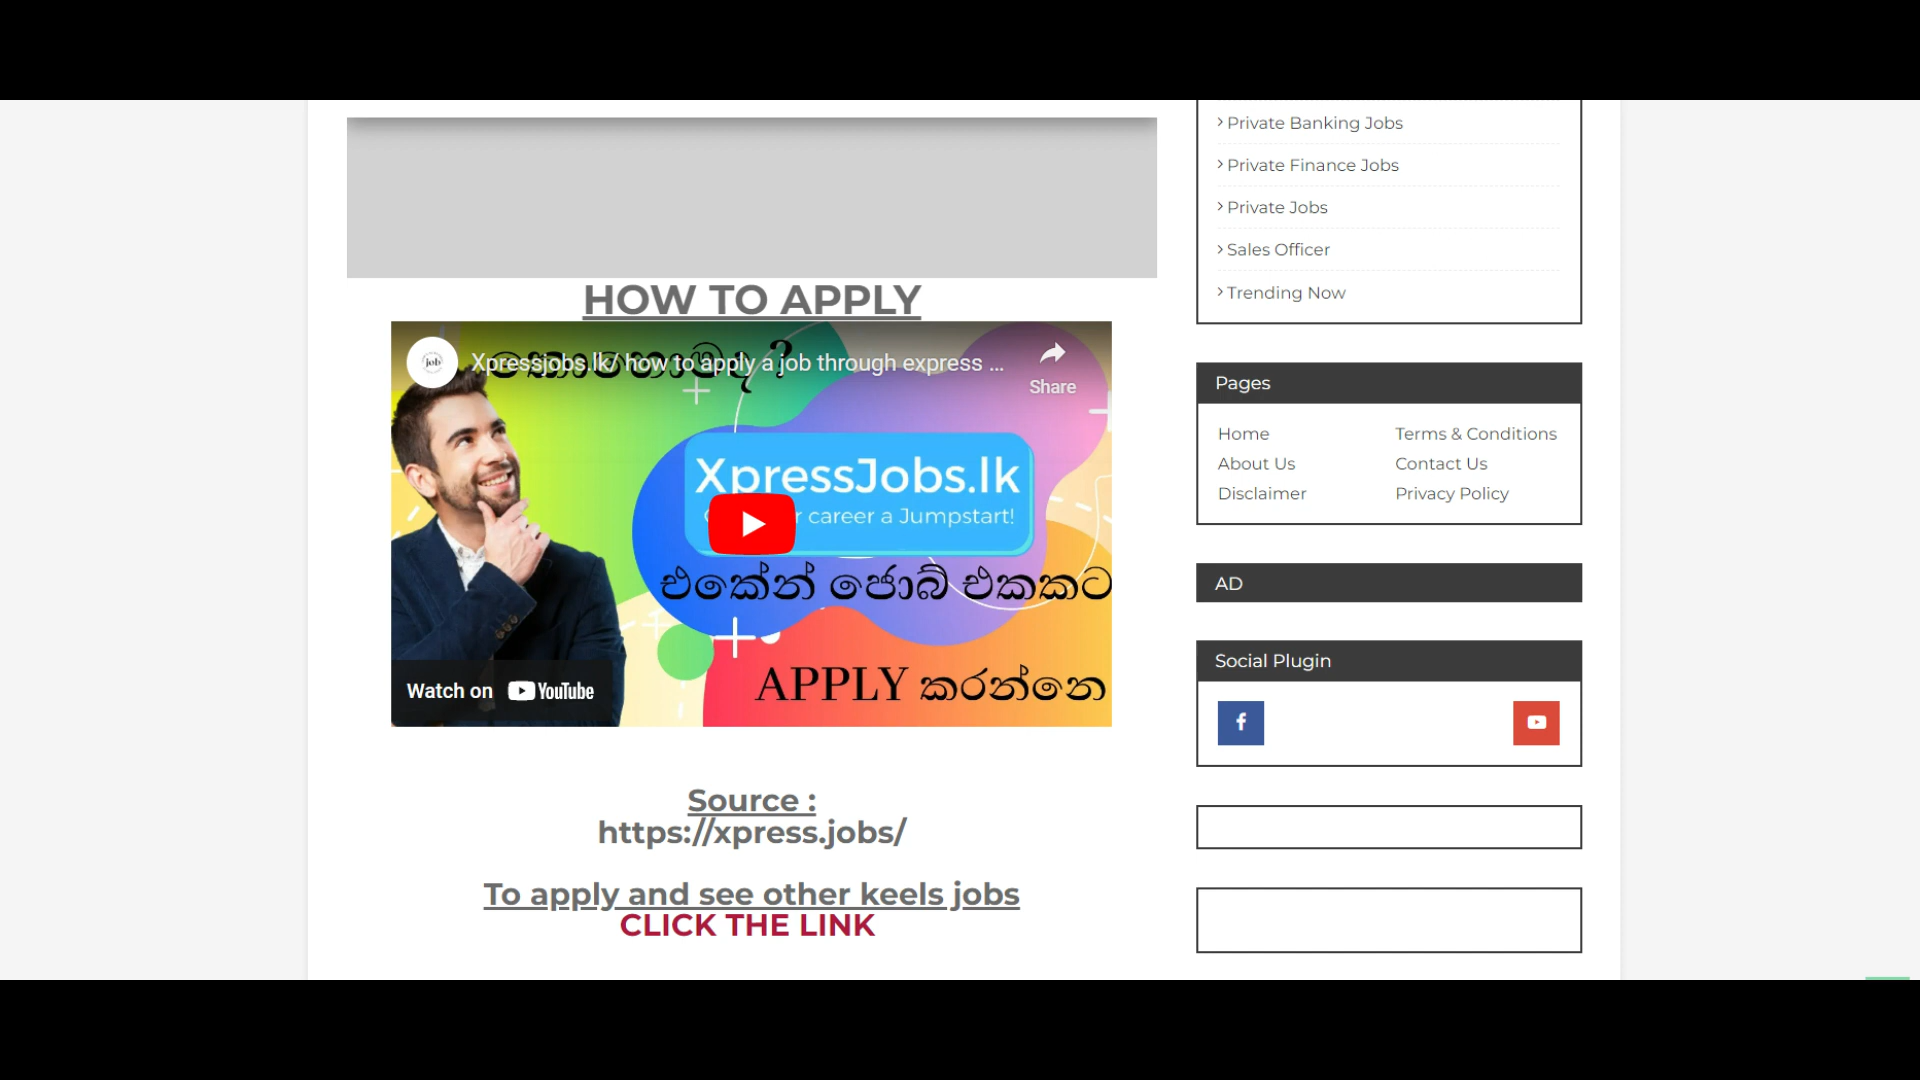 Private Banking Jobs
Private Finance Jobs
Private Jobs
Sales Officer
Trending Now
HOW TO APPLY
job
Xpressjobs.lk/ how to apply a job through express ...
කොහොමද ?
Share
XpressJobs.lk
r career a Jumpstart!
එකේන් ජොබ් එකකට
APPLY කරන්නෙ
Watch on YouTube
Source :
https://xpress.jobs/
To apply and see other keels jobs
CLICK THE LINK
Pages
Home
Terms & Conditions
About Us
Contact Us
Disclaimer
Privacy Policy
AD
Social Plugin